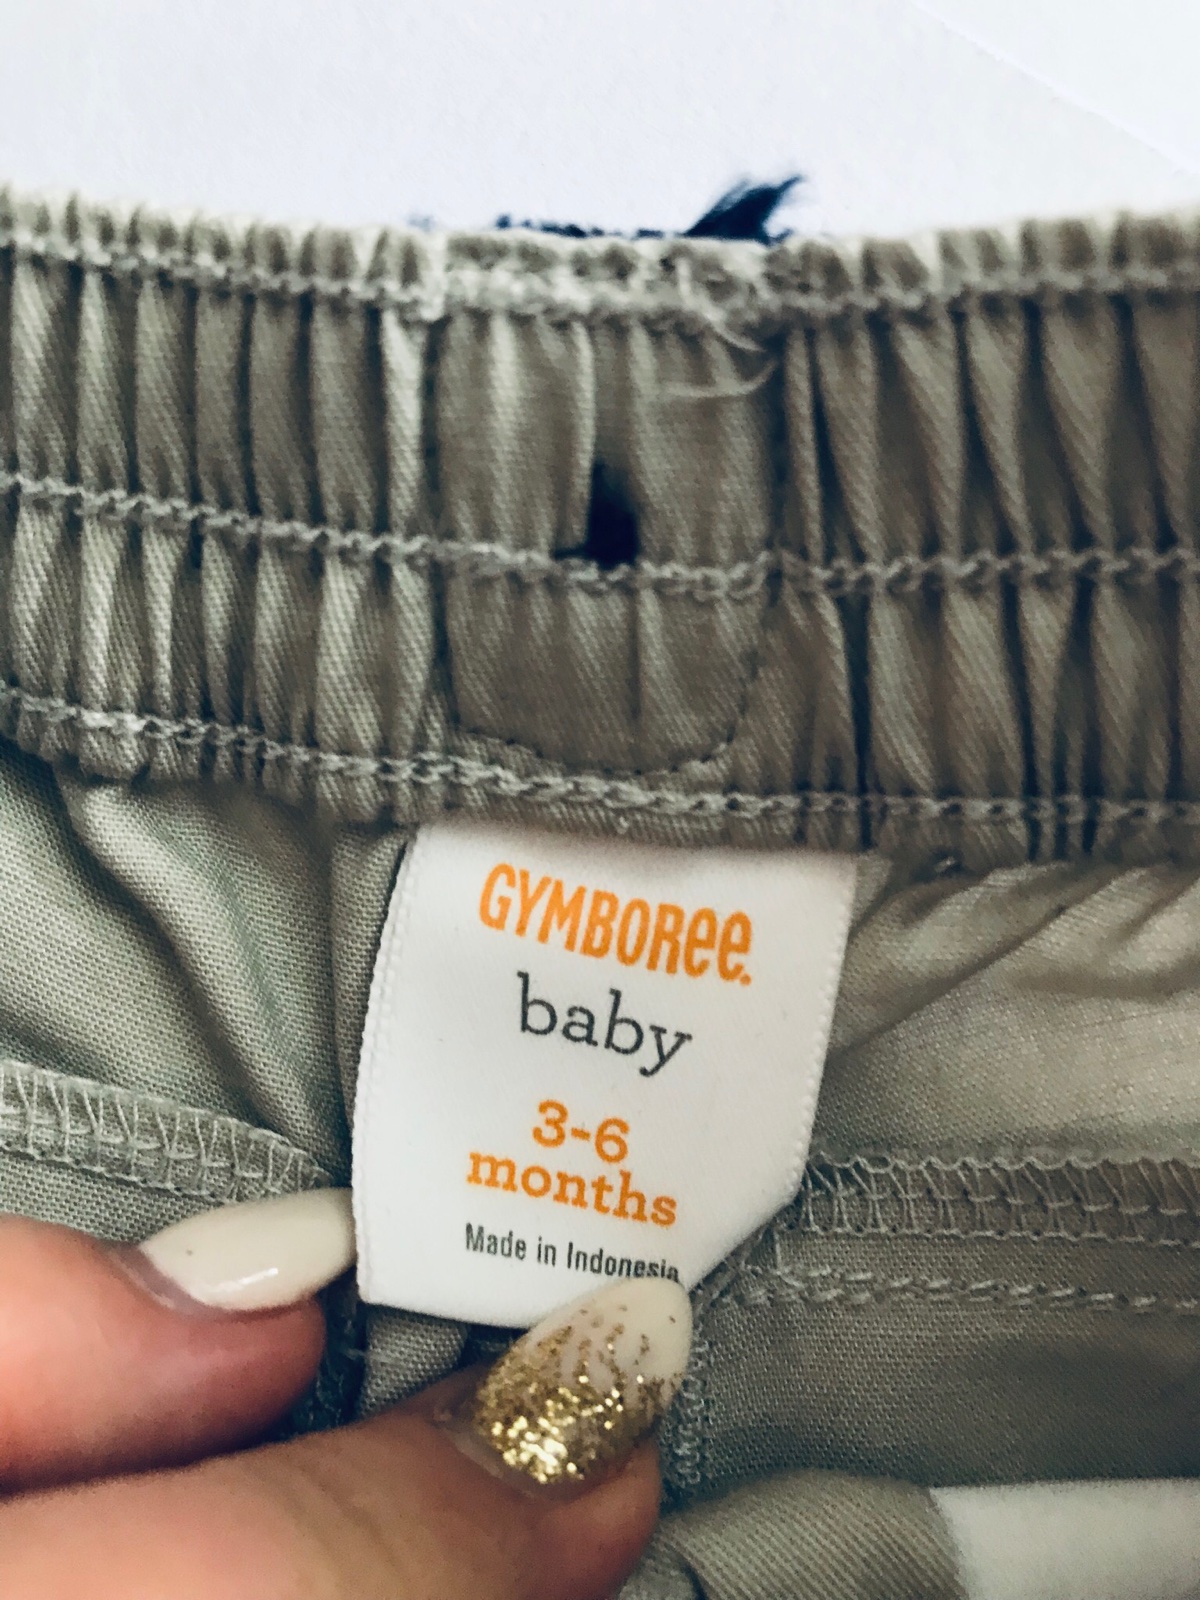 GYMBOREE.
baby
3-6
months
Made in Indonesia